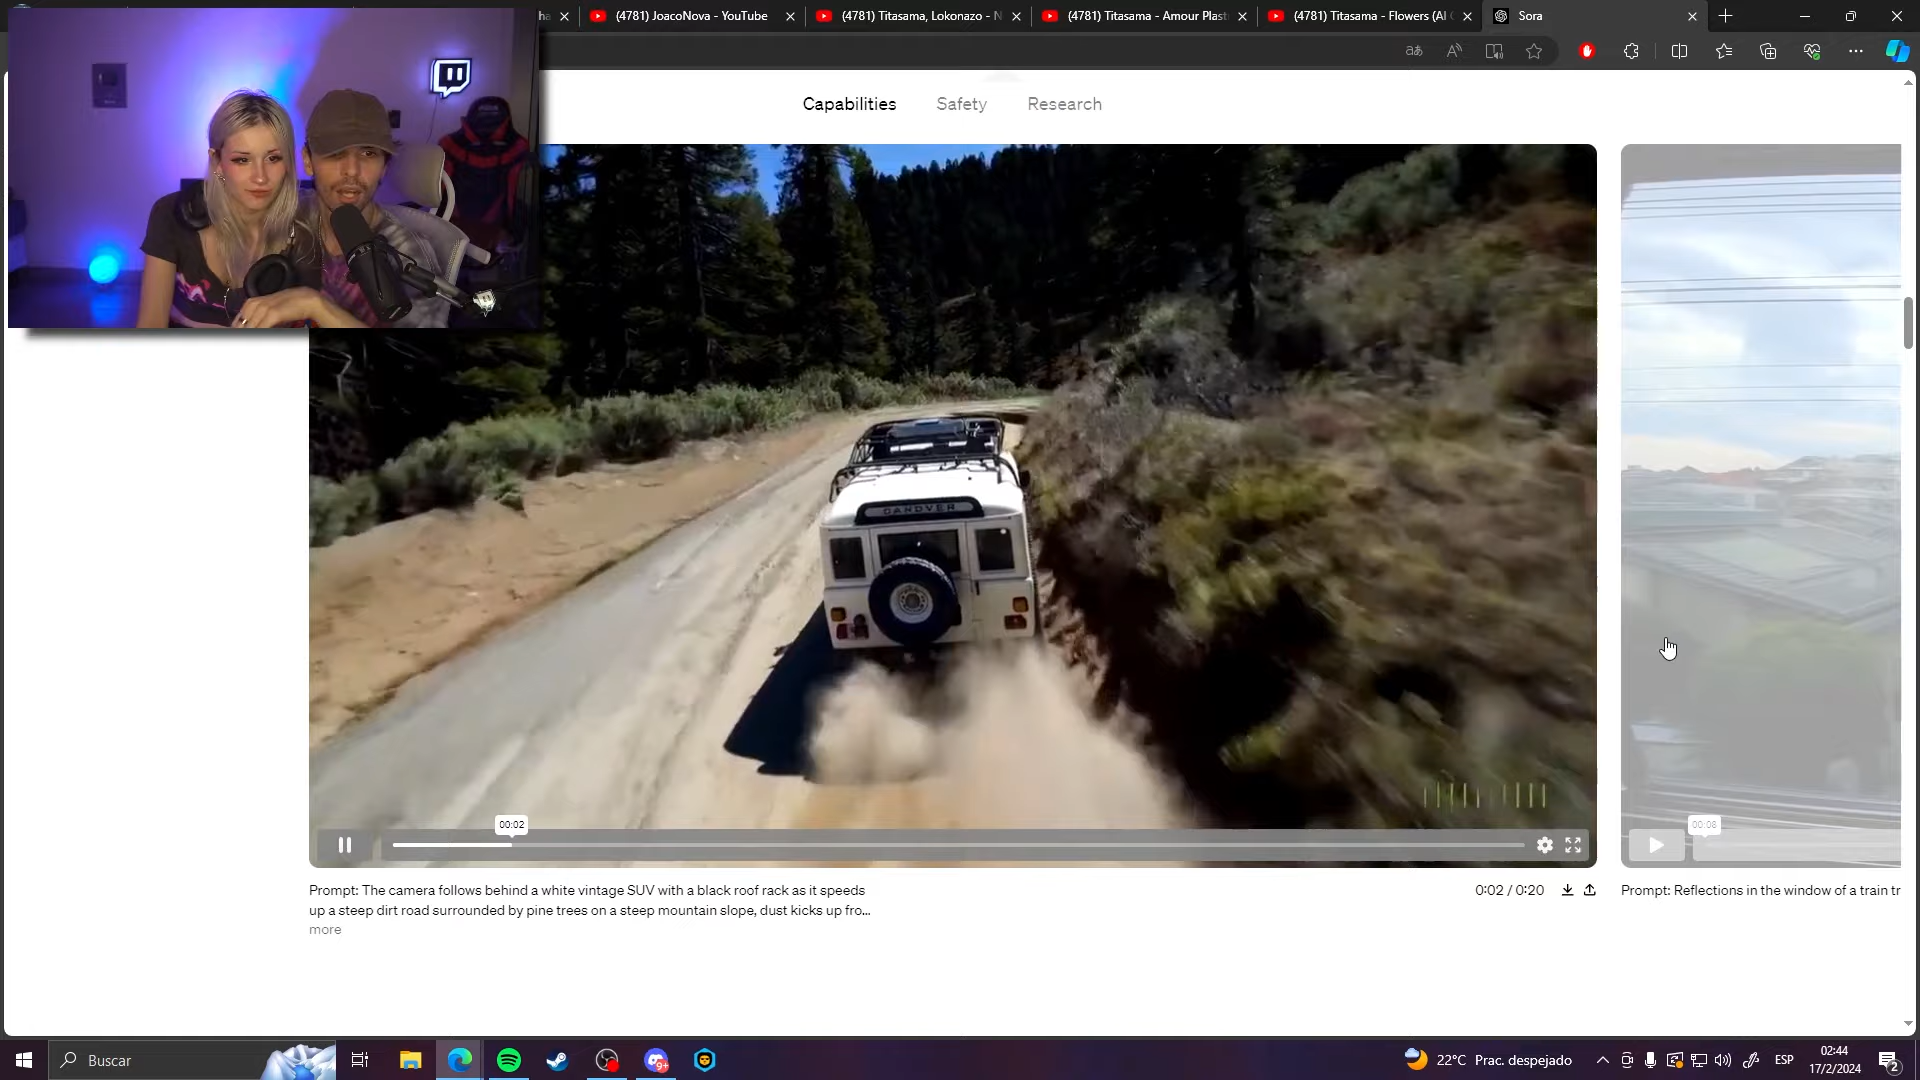 ha
(4781) JoacoNova - YouTube
(4781) Titasama, Lokonazo - N
(4781) Titasama - Amour Plast
(4781) Titasama - Flowers (AI C
Sora
Capabilities
Safety
Research
DANDVER
00:02
00:08
Prompt: The camera follows behind a white vintage SUV with a black roof rack as it speeds
up a steep dirt road surrounded by pine trees on a steep mountain slope, dust kicks up fro...
more
0:02 / 0:20
Prompt: Reflections in the window of a train tr
Buscar
9+
22°C Prac. despejado
ESP
02:44
17/2/2024
2